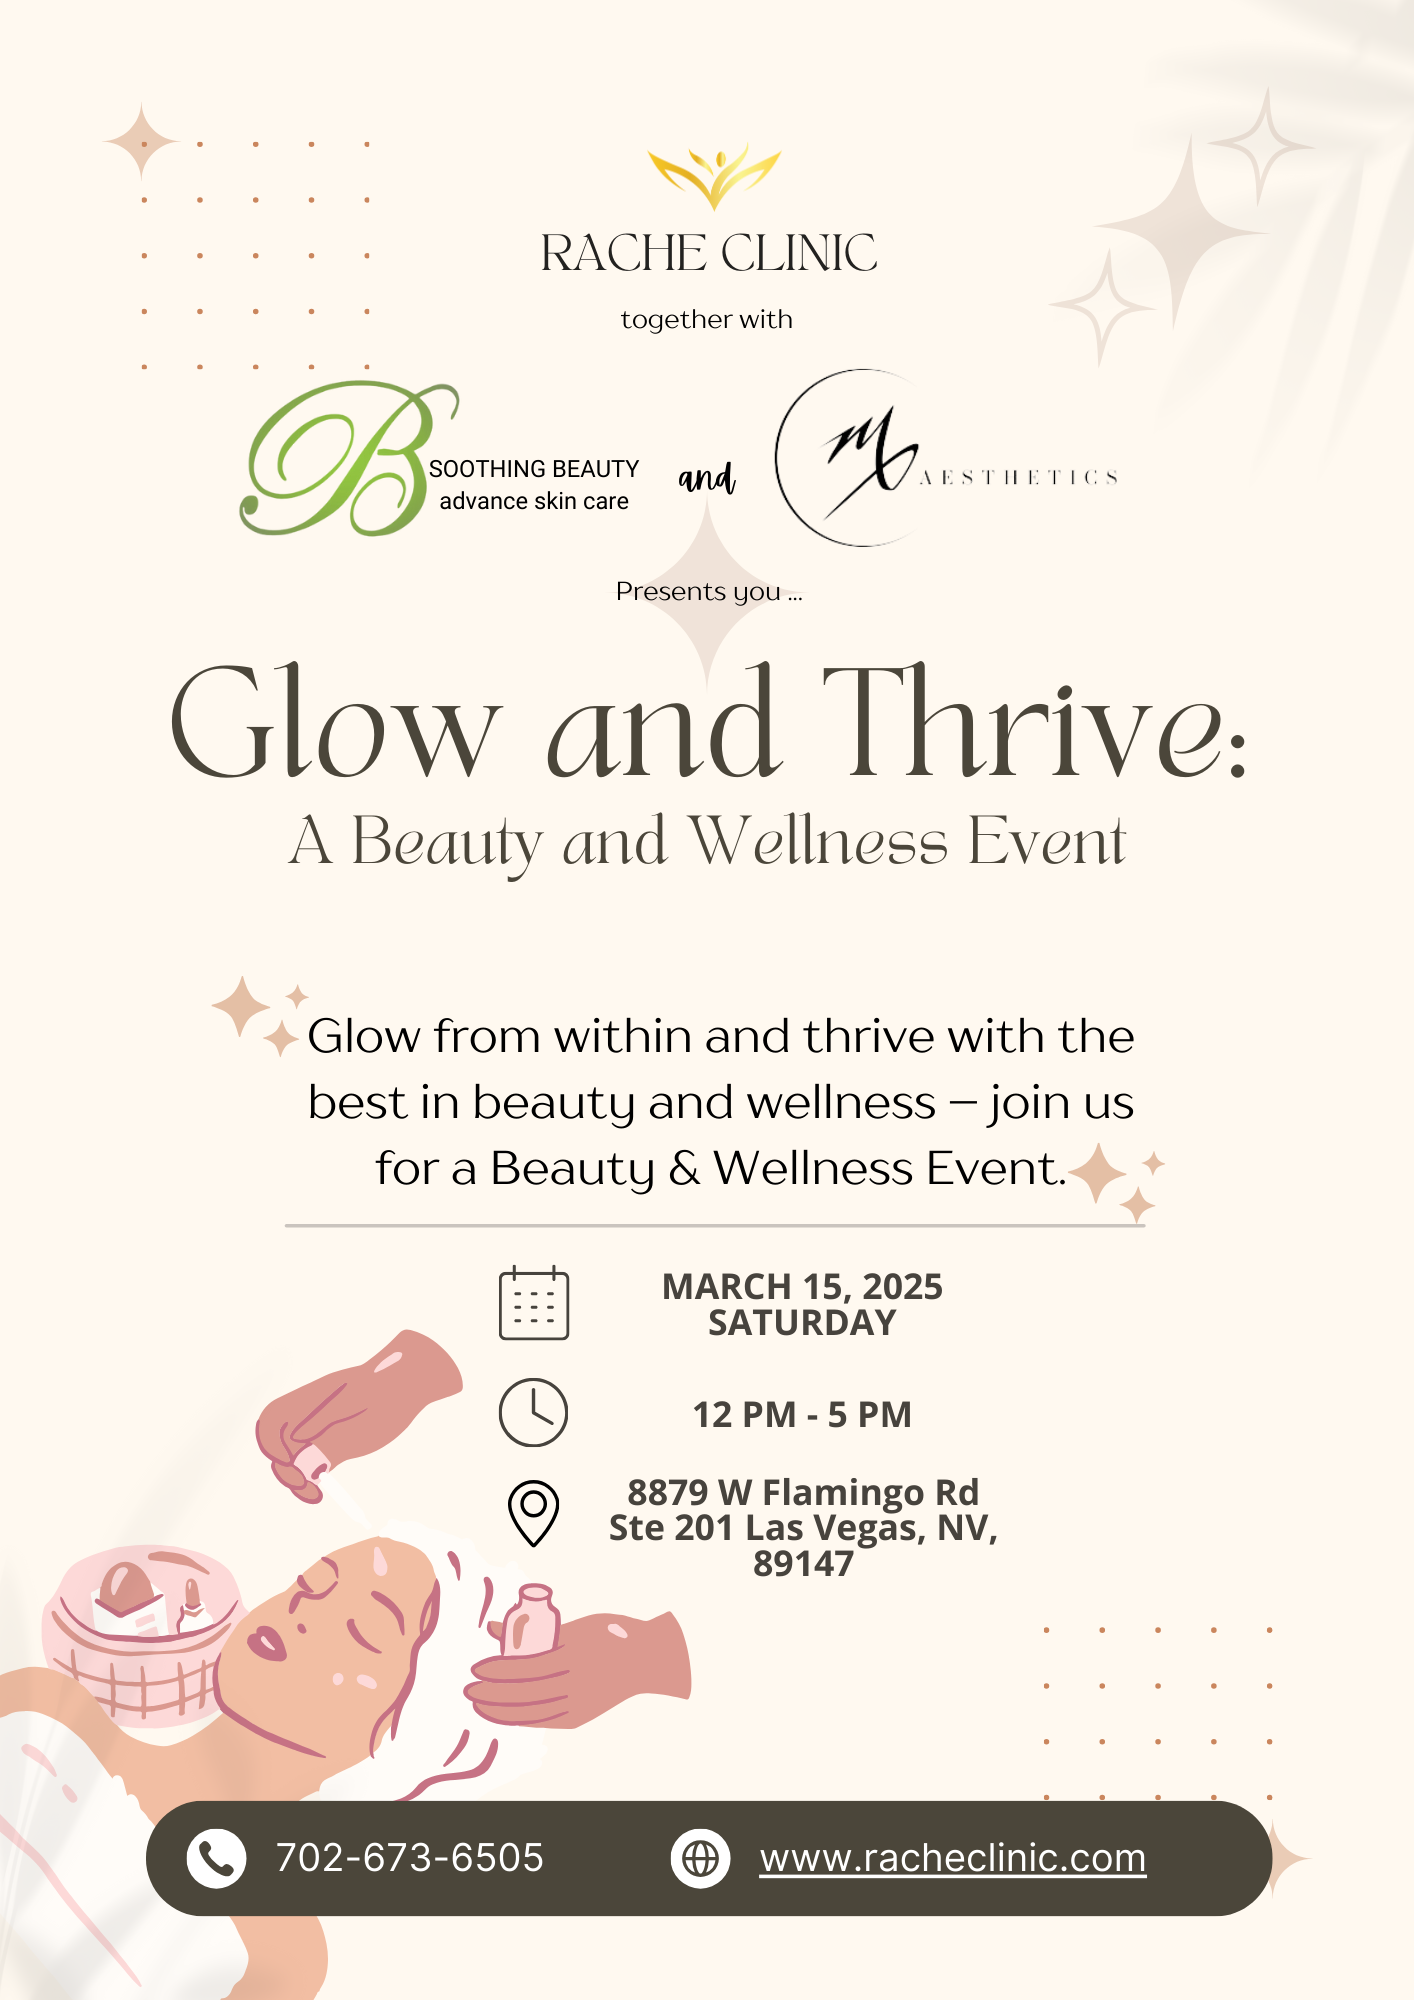 RACHE CLINIC
together with
B
SOOTHING BEAUTY
advance skin care
and
AESTHETICS
Presents you ...
Glow and Thrive:
A Beauty and Wellness Event
Glow from within and thrive with the
best in beauty and wellness – join us
for a Beauty & Wellness Event.
MARCH 15, 2025
SATURDAY
12 PM - 5 PM
8879 W Flamingo Rd
Ste 201 Las Vegas, NV,
89147
702-673-6505
www.racheclinic.com